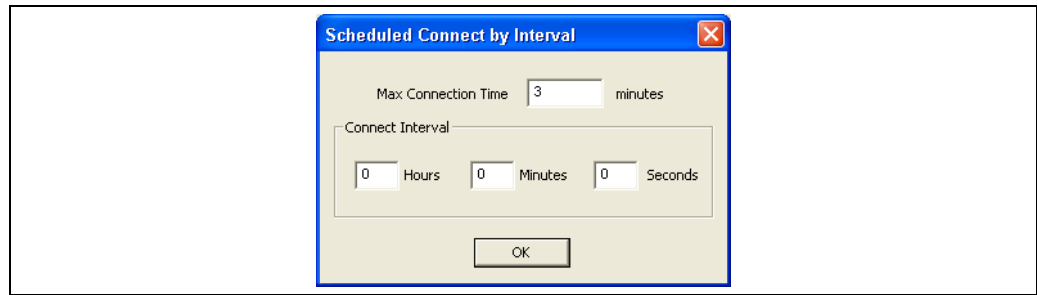 Scheduled Connect by Interval
Max Connection Time 3 minutes
Connect Interval
0 Hours 0 Minutes 0 Seconds
OK